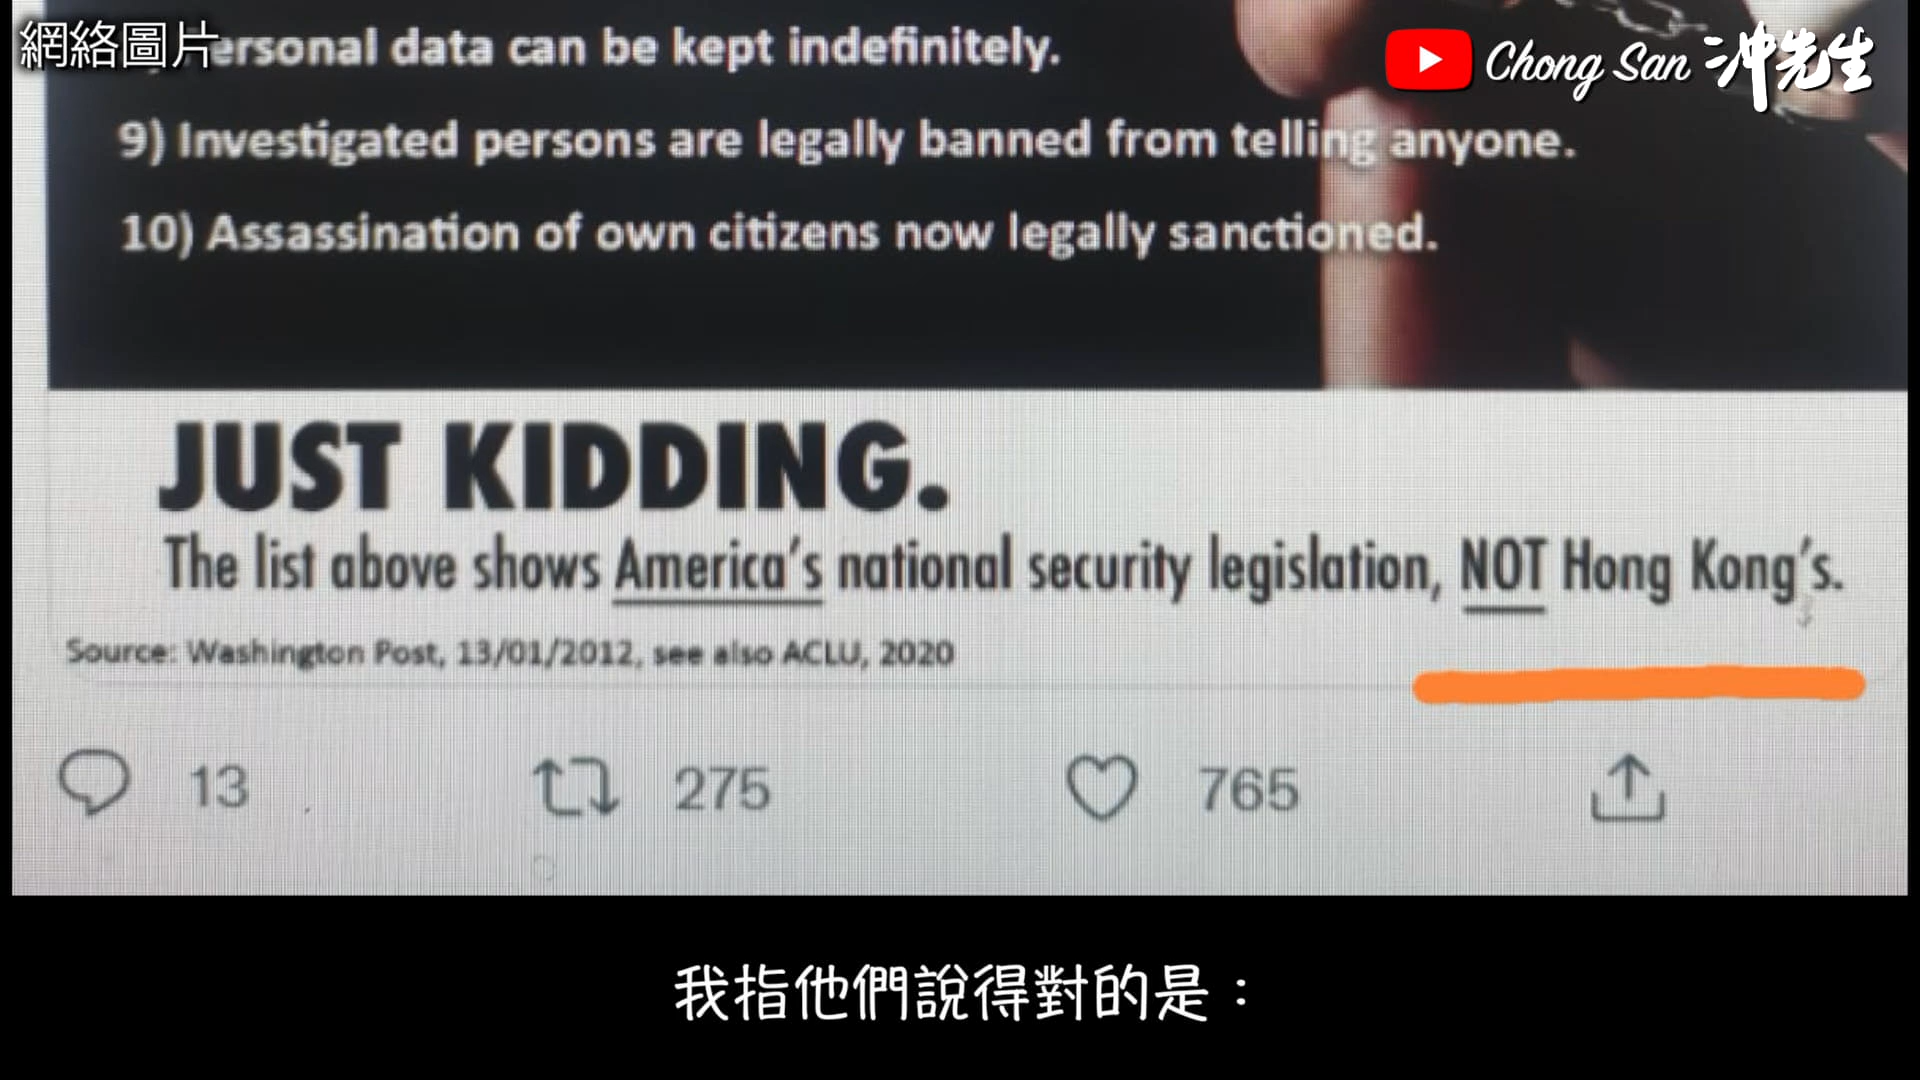 網絡圖片
ersonal data can be kept indefinitely.
Chong San 沖先生
9) Investigated persons are legally banned from telling anyone.
10) Assassination of own citizens now legally sanctioned.
JUST KIDDING.
The list above shows America's national security legislation, NOT Hong Kong's.
Source: Washington Post, 13/01/2012, see also ACLU, 2020
13 275 765
我指他們說得對的是：